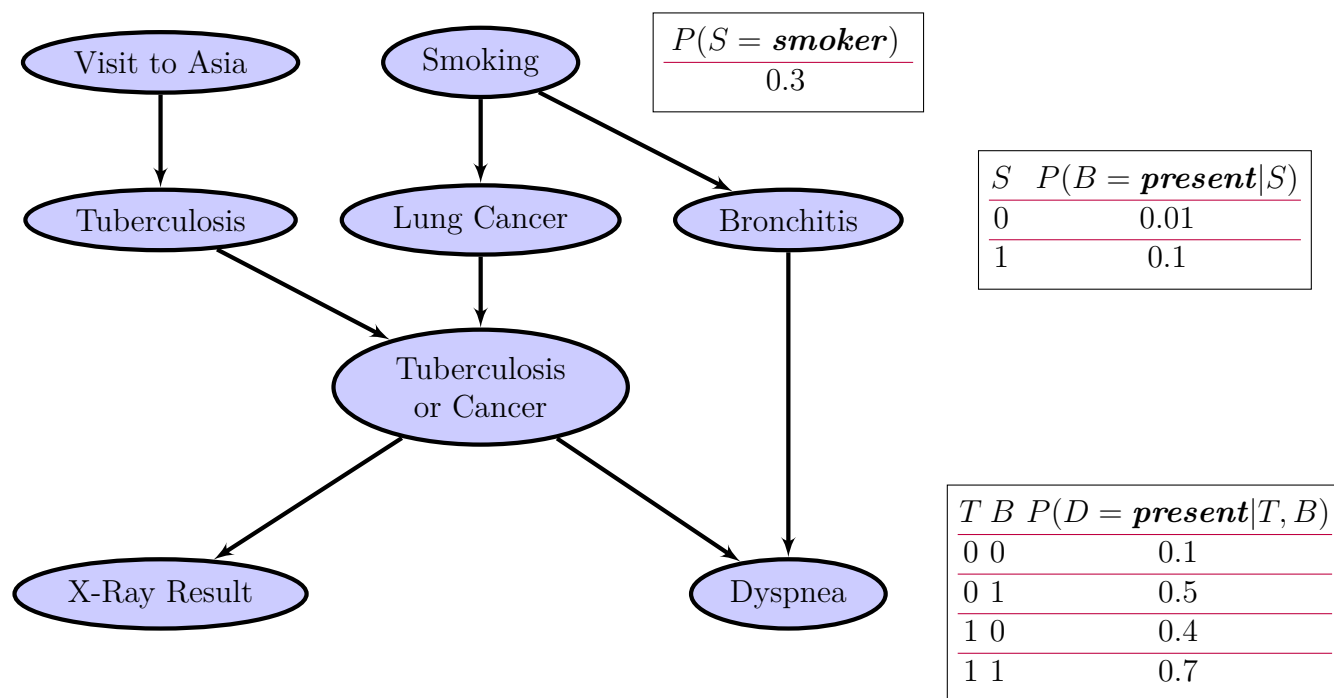 Visit to Asia
Smoking
P(S = smoker)
0.3
Tuberculosis
Lung Cancer
Bronchitis
S P(B = present|S)
0 0.01
1 0.1
Tuberculosis
or Cancer
X-Ray Result
Dyspnea
T B P(D = present|T, B)
0 0 0.1
0 1 0.5
1 0 0.4
1 1 0.7